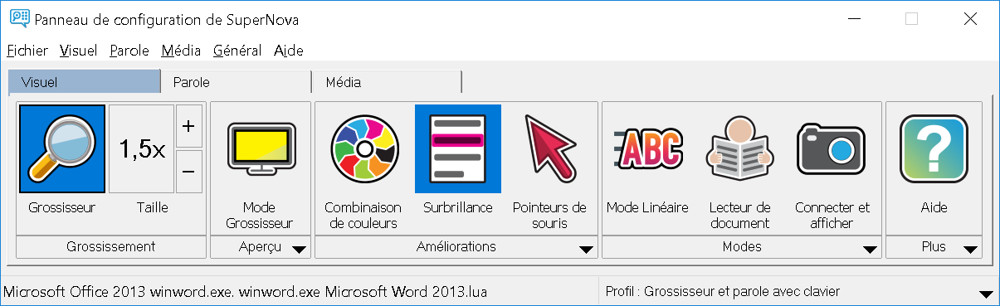 Panneau de configuration de SuperNova
Fichier Visuel Parole Média Général Aide
Visuel Parole Média
1,5x + −
ABC
?
Grossisseur Taille Mode Grossisseur Combinaison de couleurs Surbrillance Pointeurs de souris Mode Linéaire Lecteur de document Connecter et afficher Aide
Grossissement Aperçu Améliorations Modes Plus
Microsoft Office 2013 winword.exe. winword.exe Microsoft Word 2013.lua Profil : Grossisseur et parole avec clavier